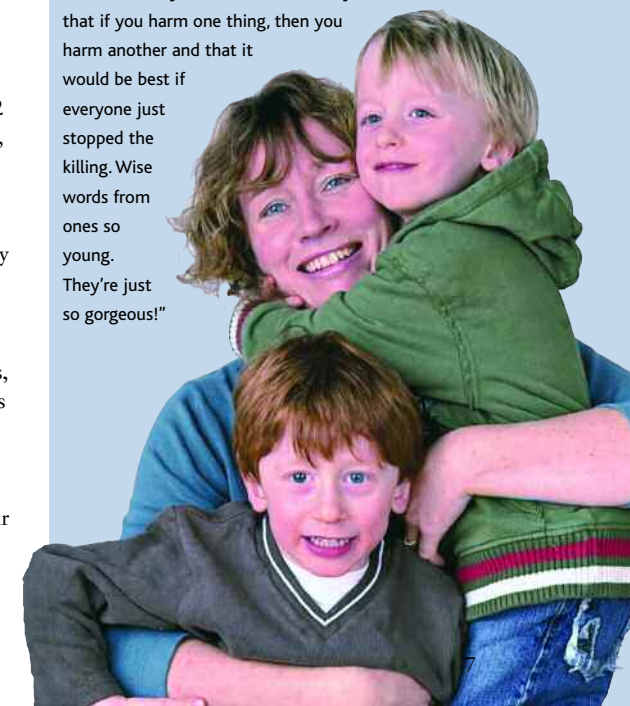 that if you harm one thing, then you
harm another and that it
would be best if
everyone just
stopped the
killing. Wise
words from
ones so
young.
They're just
so gorgeous!”
7